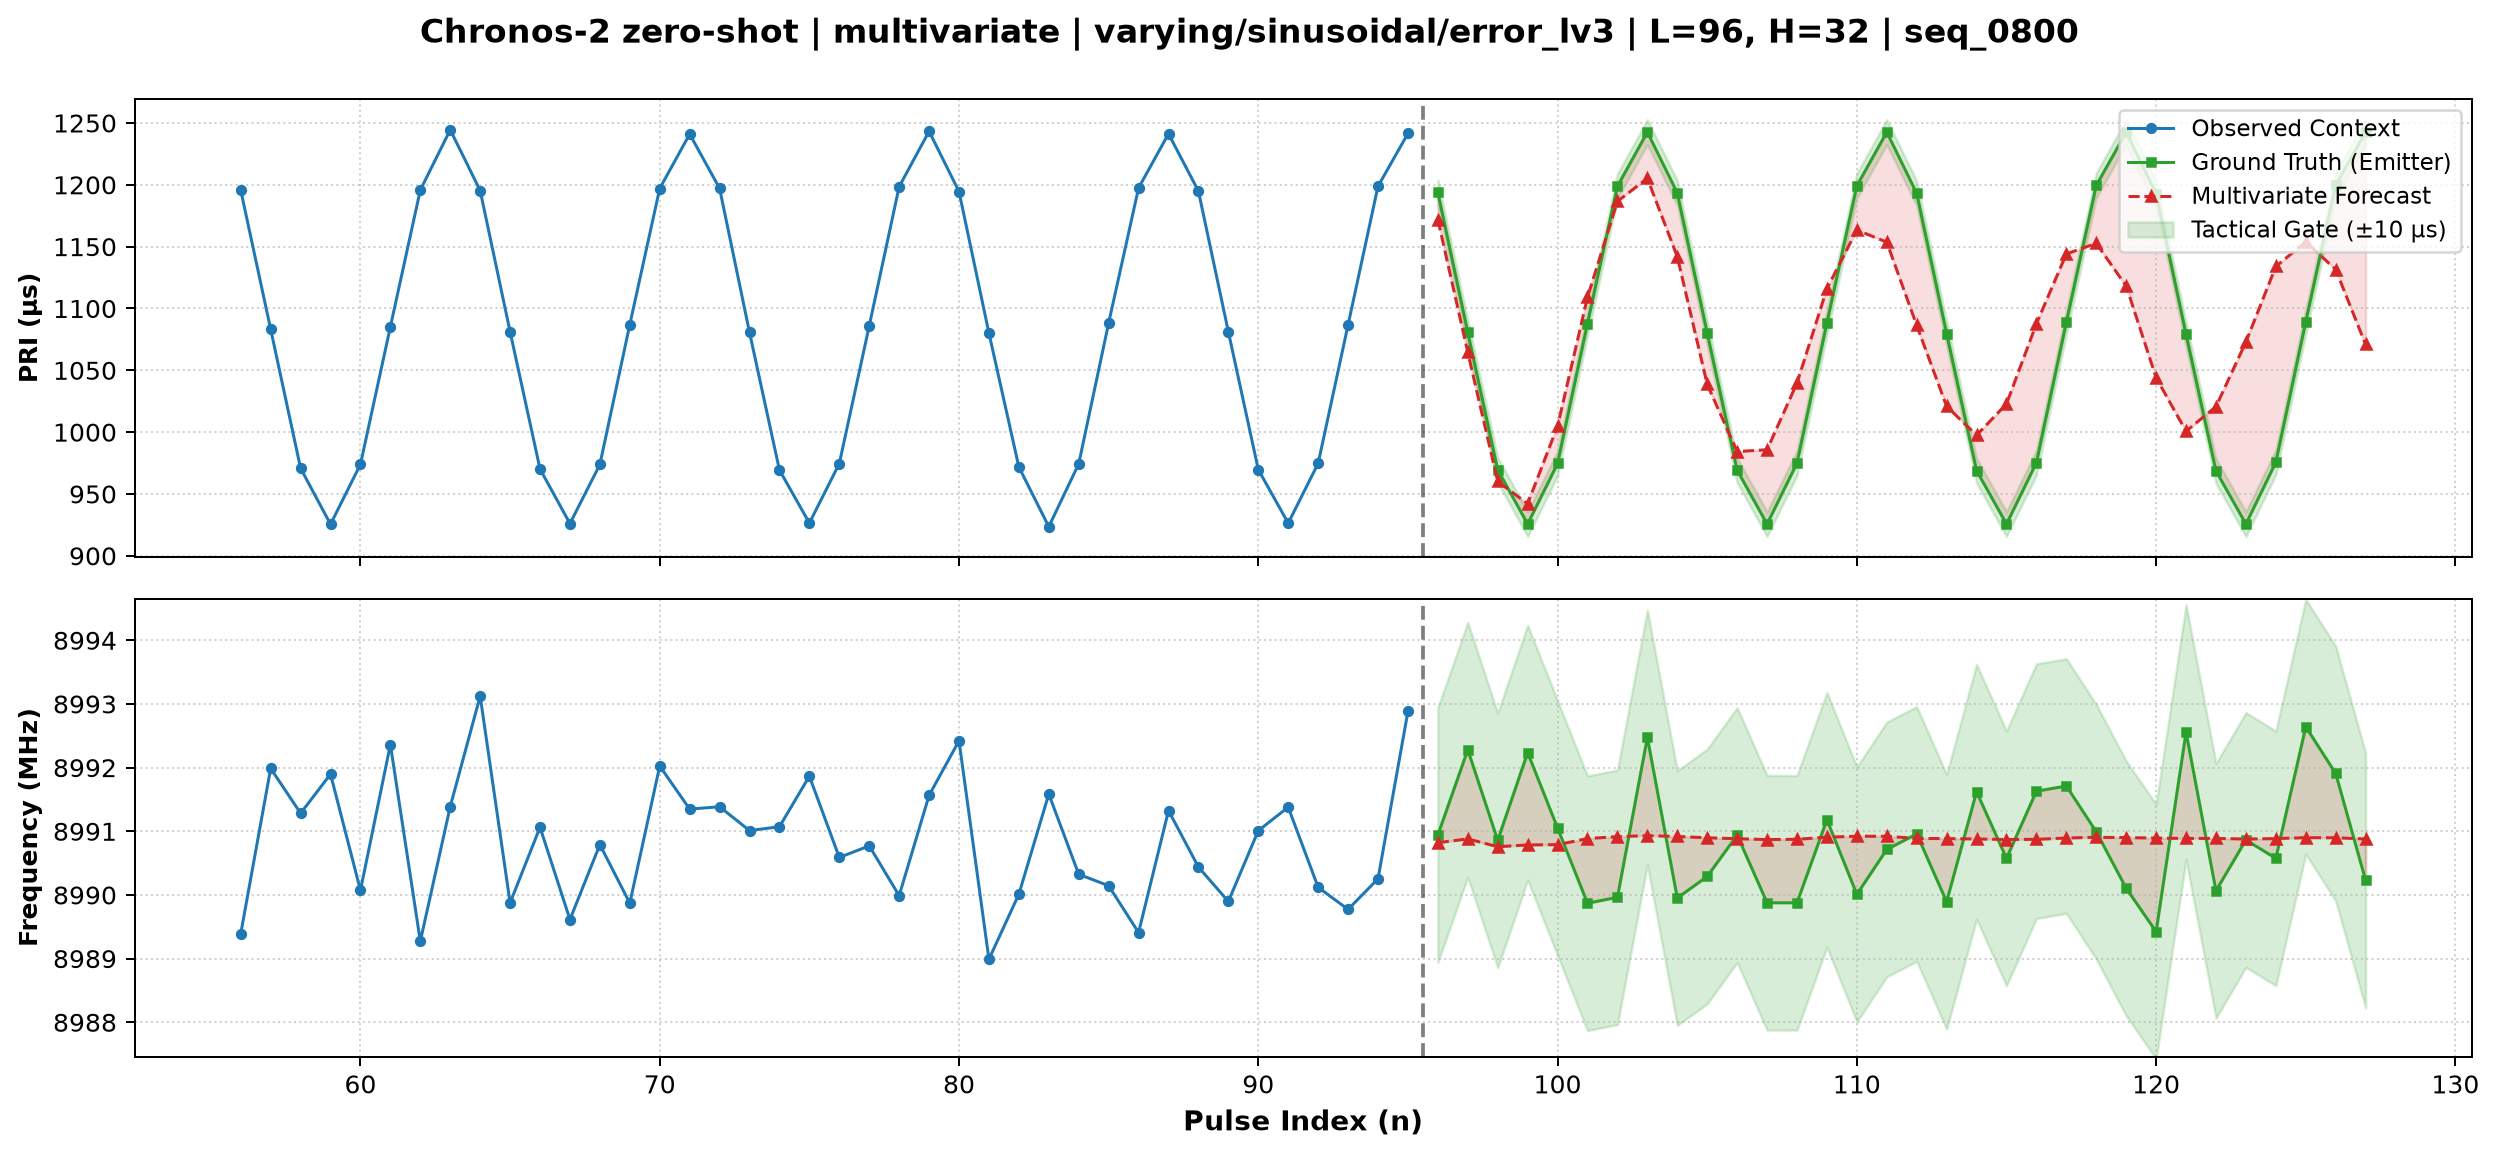 Chronos-2 zero-shot | multivariate | varying/sinusoidal/error_lv3 | L=96, H=32 | seq_0800
1250
1200
1150
1100
1050
1000
950
900
PRI (µs)
Observed Context
Ground Truth (Emitter)
Multivariate Forecast
Tactical Gate (±10 µs)
8994
8993
8992
8991
8990
8989
8988
Frequency (MHz)
60 70 80 90 100 110 120 130
Pulse Index (n)